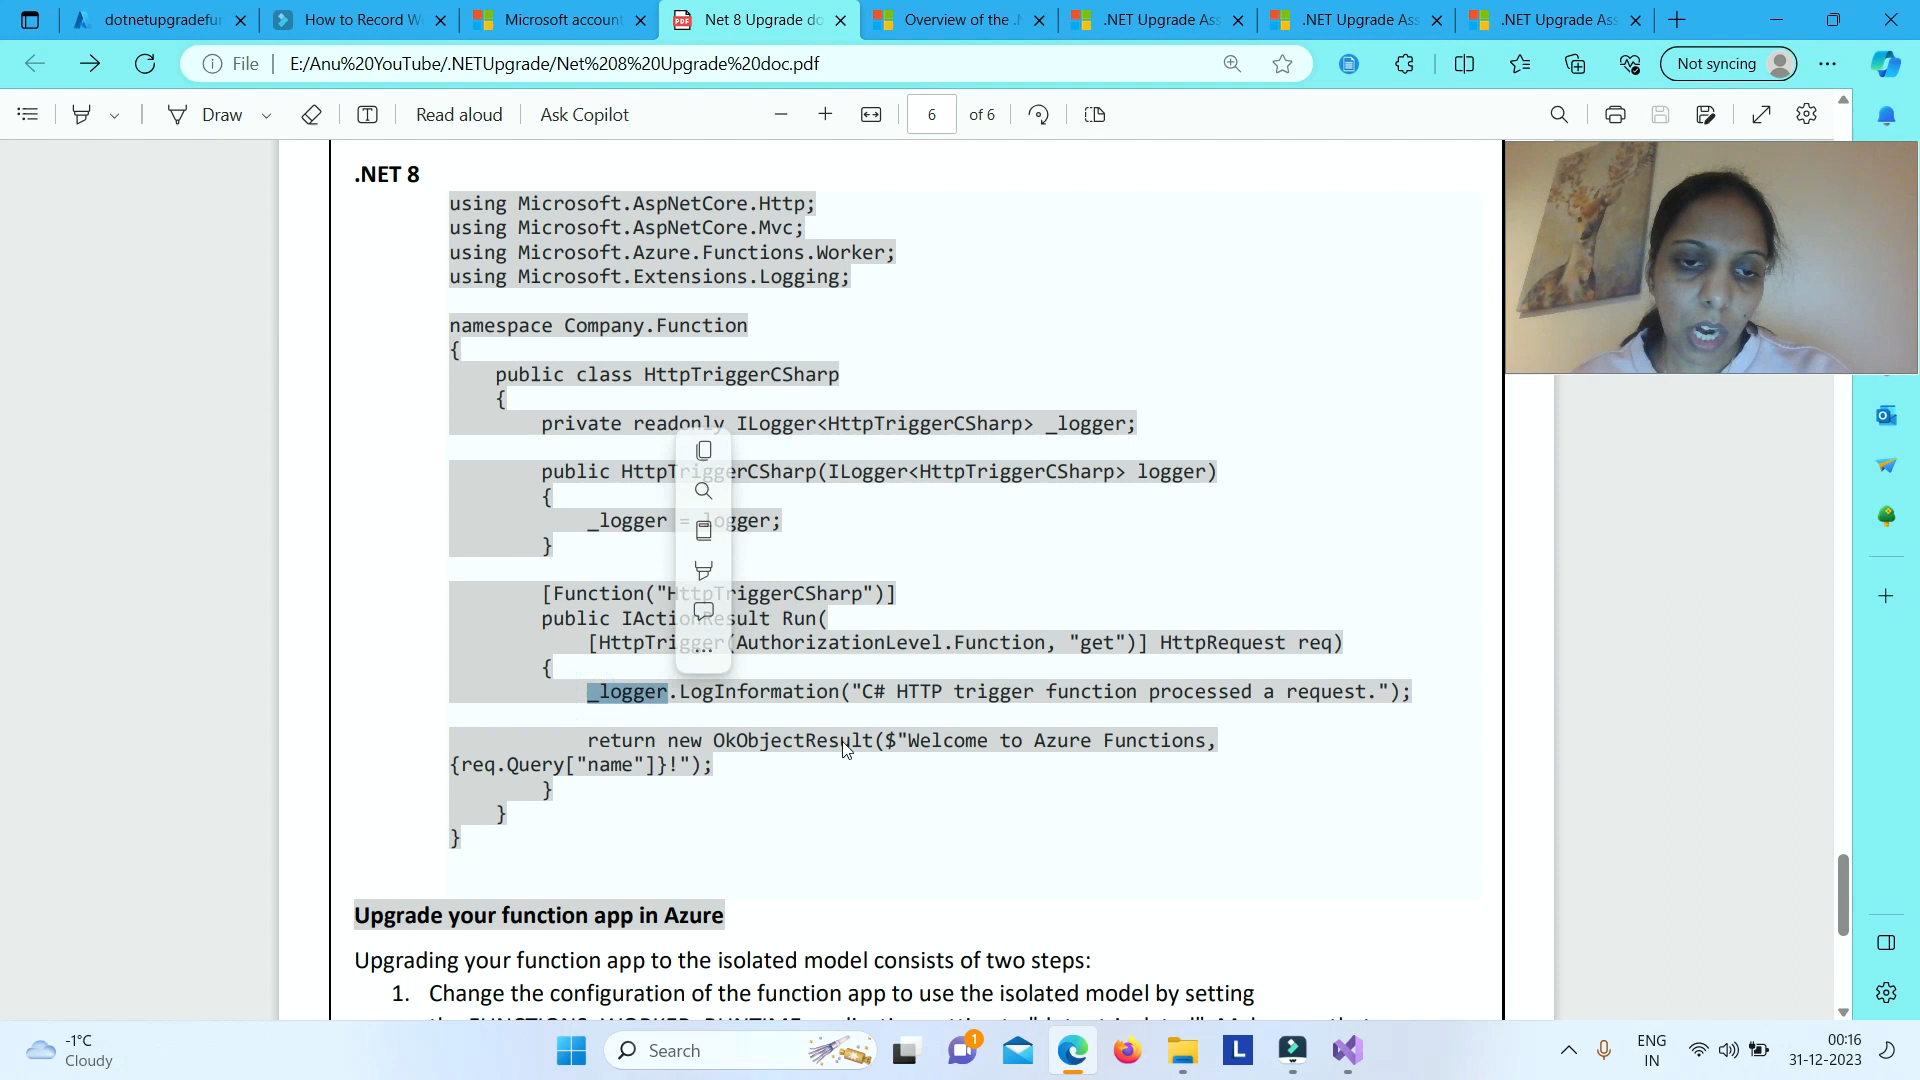 dotnetupgradefur
How to Record W
Microsoft account
Net 8 Upgrade do
Overview of the .
.NET Upgrade Ass
.NET Upgrade Ass
.NET Upgrade Ass
File
E:/Anu%20YouTube/.NETUpgrade/Net%208%20Upgrade%20doc.pdf
Not syncing
Draw
Read aloud
Ask Copilot
6
of 6
.NET 8
using Microsoft.AspNetCore.Http;
using Microsoft.AspNetCore.Mvc;
using Microsoft.Azure.Functions.Worker;
using Microsoft.Extensions.Logging;
namespace Company.Function
{
public class HttpTriggerCSharp
{
private readonly ILogger<HttpTriggerCSharp> _logger;
public HttpTriggerCSharp(ILogger<HttpTriggerCSharp> logger)
{
_logger = logger;
}
[Function("HttpTriggerCSharp")]
public IActionResult Run(
[HttpTrigger(AuthorizationLevel.Function, "get")] HttpRequest req)
{
_logger.LogInformation("C# HTTP trigger function processed a request.");
return new OkObjectResult($"Welcome to Azure Functions,
{req.Query["name"]}!");
}
}
}
Upgrade your function app in Azure
Upgrading your function app to the isolated model consists of two steps:
1. Change the configuration of the function app to use the isolated model by setting
-1°C
Cloudy
Search
1
L
ENG
IN
00:16
31-12-2023